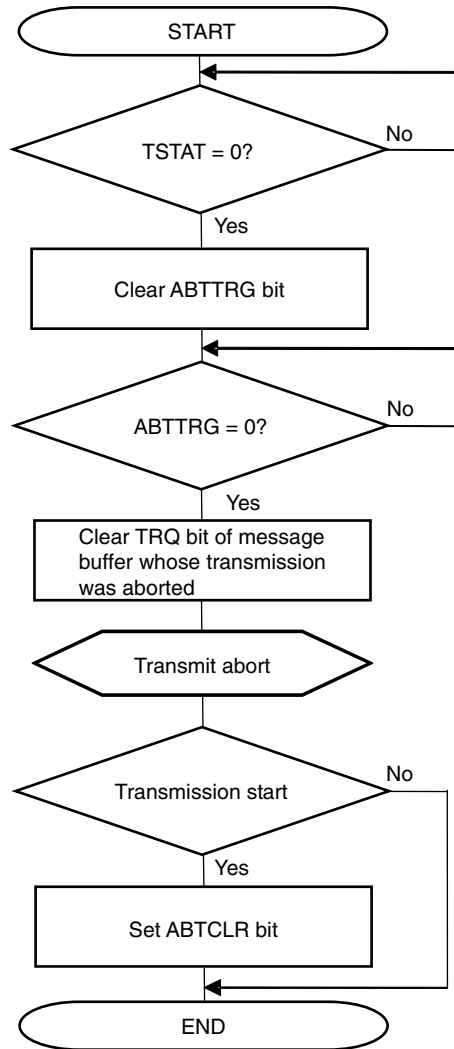 START
TSTAT = 0?
No
Yes
Clear ABTTRG bit
ABTTRG = 0?
No
Yes
Clear TRQ bit of message
buffer whose transmission
was aborted
Transmit abort
Transmission start
No
Yes
Set ABTCLR bit
END